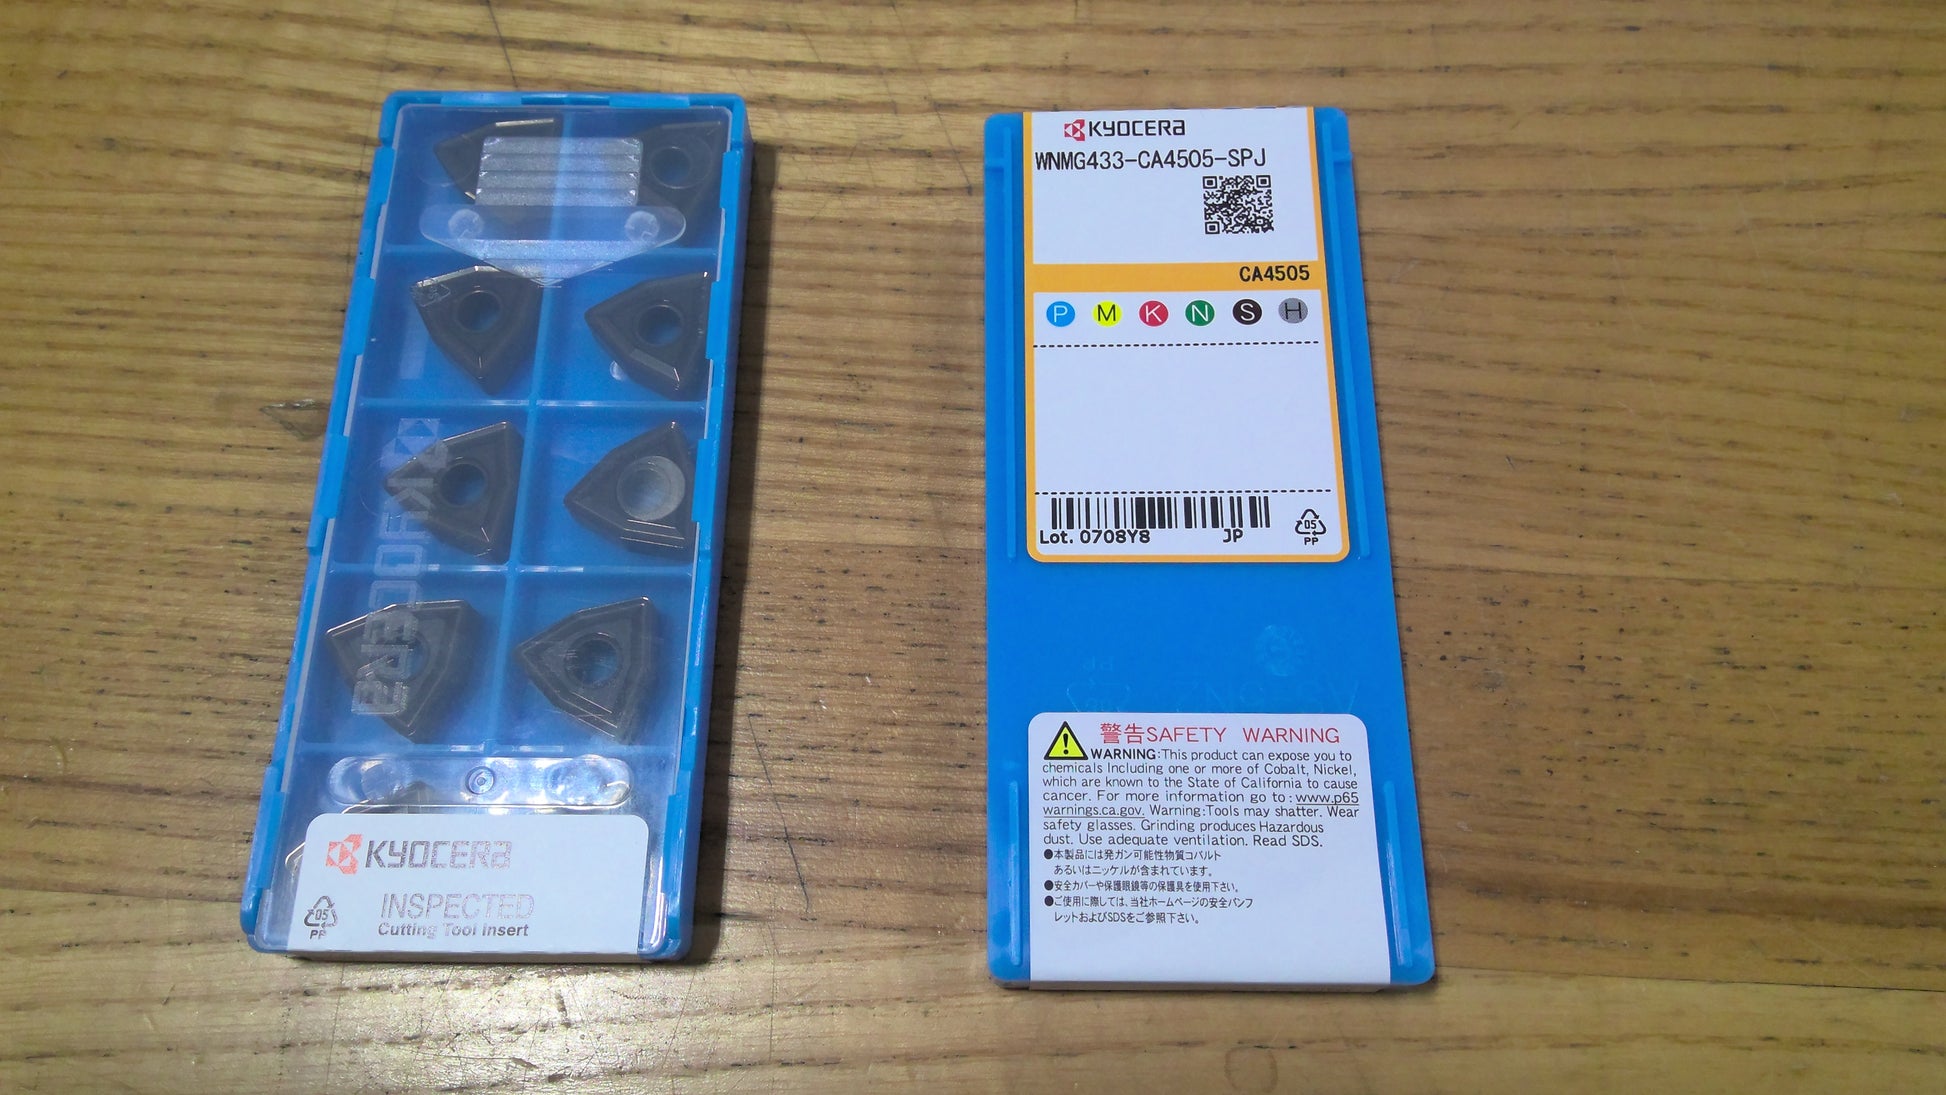 KYOCERA
KYOCERA
INSPECTED
Cutting Tool Insert
05
PP
KYOCERA
WNMG433-CA4505-SPJ
CA4505
P M K N S H
Lot. 0708Y8 JP
05
PP
警告SAFETY WARNING
WARNING:This product can expose you to
chemicals Including one or more of Cobalt, Nickel,
which are known to the State of California to cause
cancer. For more information go to:www.p65
warnings.ca.gov. Warning:Tools may shatter. Wear
safety glasses. Grinding produces Hazardous
dust. Use adequate ventilation. Read SDS.
●本製品には発ガン可能性物質コバルト
あるいはニッケルが含まれています。
●安全カバーや保護眼鏡等の保護具を使用下さい。
●ご使用に際しては、当社ホームページの安全パンフ
レットおよびSDSをご参照下さい。